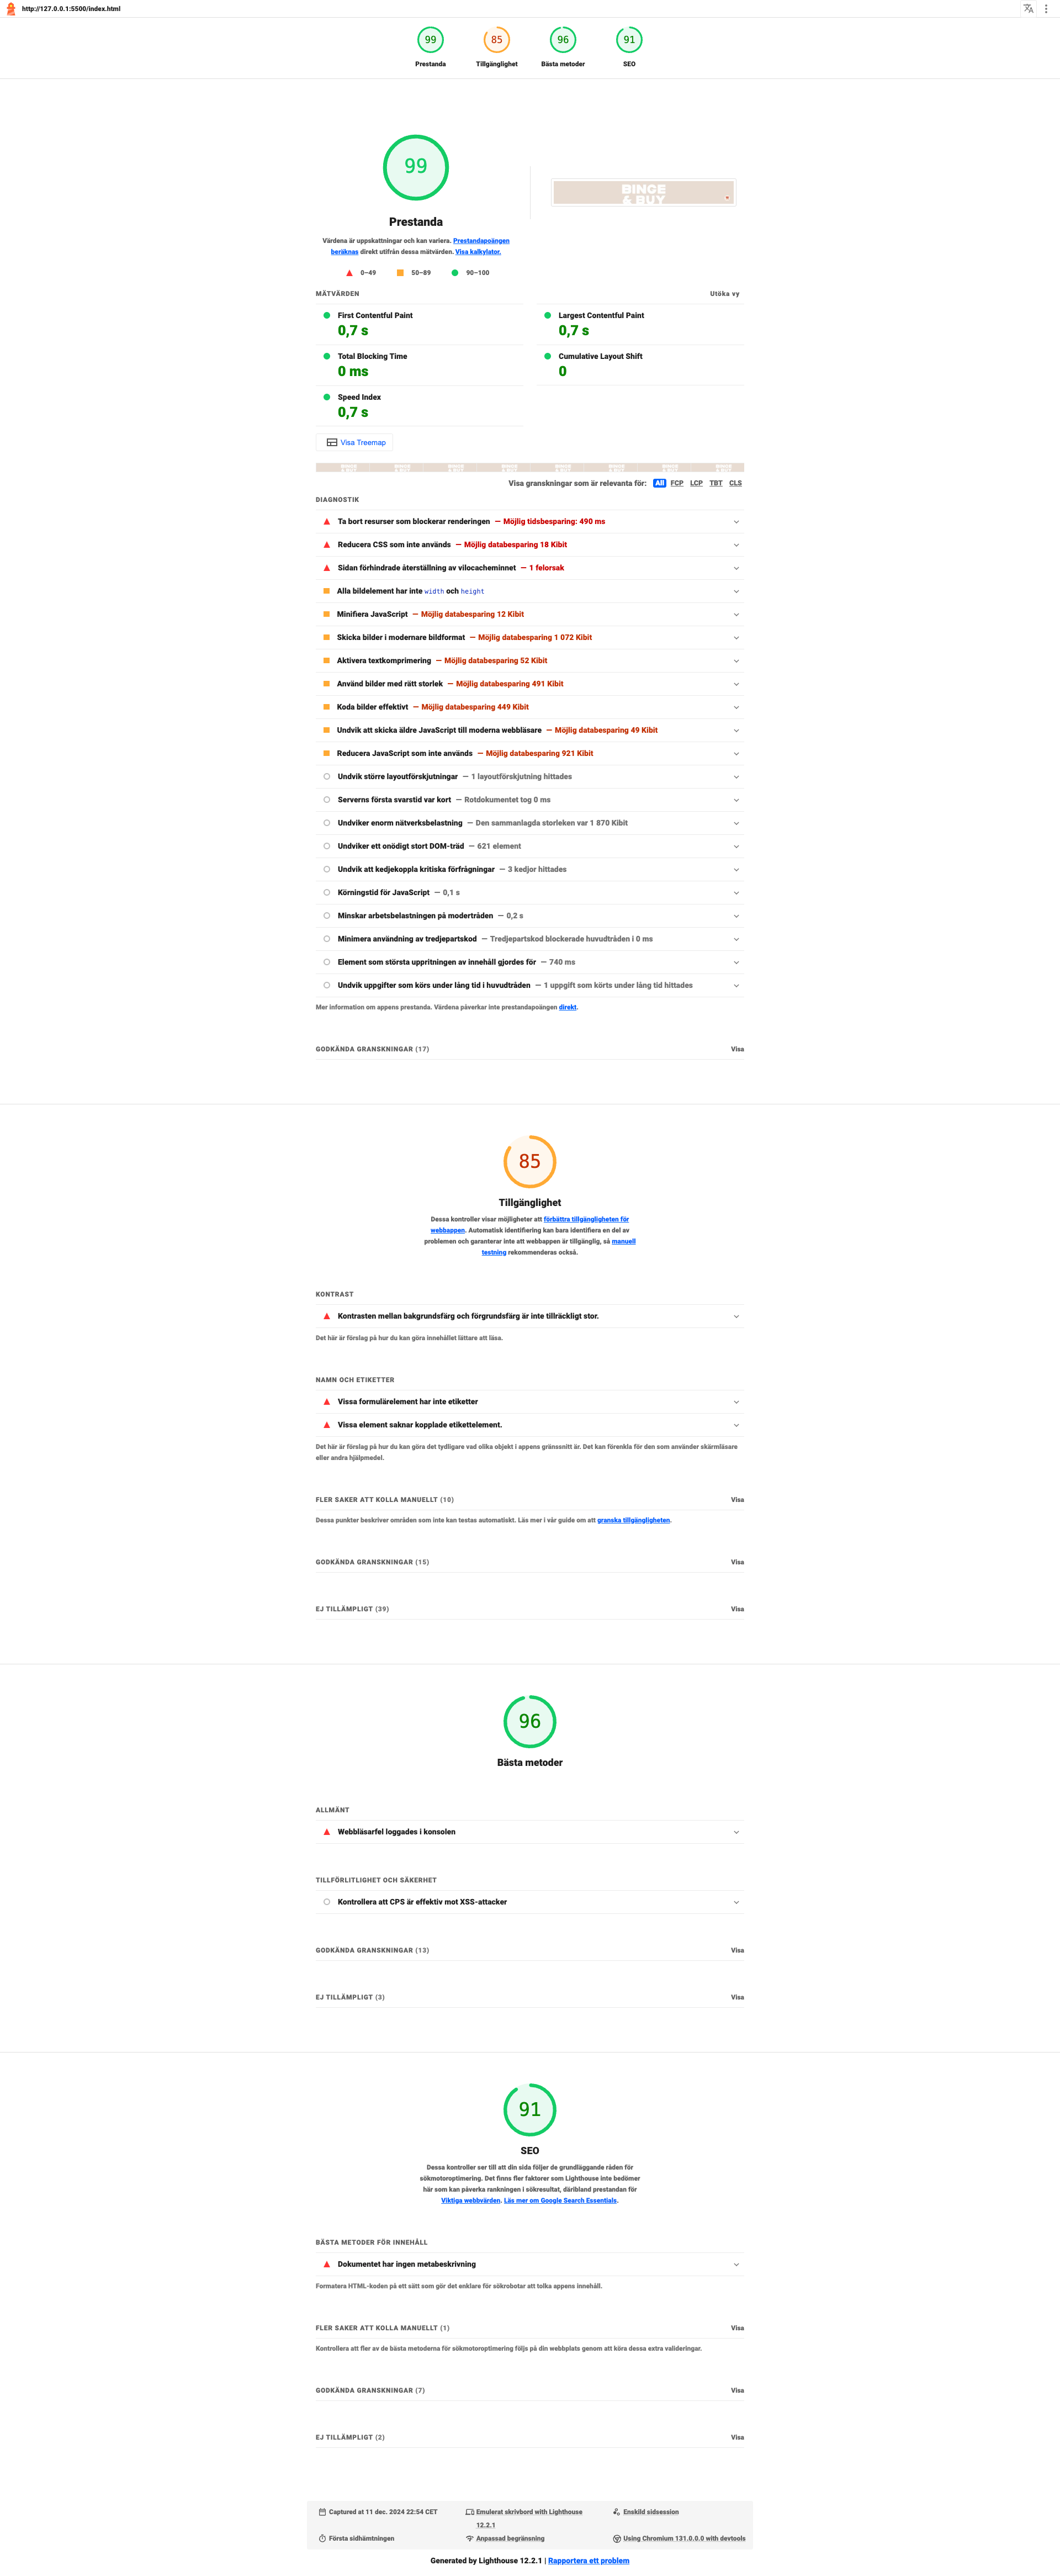 http://127.0.0.1:5500/index.html
99 85 96 91
Prestanda Tillgänglighet Bästa metoder SEO
99
Prestanda
Värdena är uppskattningar och kan variera. Prestandapoängen
beräknas direkt utifrån dessa mätvärden. Visa kalkylator.
0–49 50–89 90–100
BINGE
& BUY
MÄTVÄRDEN Utöka vy
First Contentful Paint
0,7 s
Largest Contentful Paint
0,7 s
Total Blocking Time
0 ms
Cumulative Layout Shift
0
Speed Index
0,7 s
Visa Treemap
BINGE BINGE BINGE BINGE BINGE BINGE BINGE BINGE
& BUY & BUY & BUY & BUY & BUY & BUY & BUY & BUY
Visa granskningar som är relevanta för: All FCP LCP TBT CLS
DIAGNOSTIK
Ta bort resurser som blockerar renderingen — Möjlig tidsbesparing: 490 ms
Reducera CSS som inte används — Möjlig databesparing 18 Kibit
Sidan förhindrade återställning av vilocacheminnet — 1 felorsak
Alla bildelement har inte width och height
Minifiera JavaScript — Möjlig databesparing 12 Kibit
Skicka bilder i modernare bildformat — Möjlig databesparing 1 072 Kibit
Aktivera textkomprimering — Möjlig databesparing 52 Kibit
Använd bilder med rätt storlek — Möjlig databesparing 491 Kibit
Koda bilder effektivt — Möjlig databesparing 449 Kibit
Undvik att skicka äldre JavaScript till moderna webbläsare — Möjlig databesparing 49 Kibit
Reducera JavaScript som inte används — Möjlig databesparing 921 Kibit
Undvik större layoutförskjutningar — 1 layoutförskjutning hittades
Serverns första svarstid var kort — Rotdokumentet tog 0 ms
Undviker enorm nätverksbelastning — Den sammanlagda storleken var 1 870 Kibit
Undviker ett onödigt stort DOM-träd — 621 element
Undvik att kedjekoppla kritiska förfrågningar — 3 kedjor hittades
Körningstid för JavaScript — 0,1 s
Minskar arbetsbelastningen på modertråden — 0,2 s
Minimera användning av tredjepartskod — Tredjepartskod blockerade huvudtråden i 0 ms
Element som största uppritningen av innehåll gjordes för — 740 ms
Undvik uppgifter som körs under lång tid i huvudtråden — 1 uppgift som körts under lång tid hittades
Mer information om appens prestanda. Värdena påverkar inte prestandapoängen direkt.
GODKÄNDA GRANSKNINGAR (17) Visa
85
Tillgänglighet
Dessa kontroller visar möjligheter att förbättra tillgängligheten för
webbappen. Automatisk identifiering kan bara identifiera en del av
problemen och garanterar inte att webbappen är tillgänglig, så manuell
testning rekommenderas också.
KONTRAST
Kontrasten mellan bakgrundsfärg och förgrundsfärg är inte tillräckligt stor.
Det här är förslag på hur du kan göra innehållet lättare att läsa.
NAMN OCH ETIKETTER
Vissa formulärelement har inte etiketter
Vissa element saknar kopplade etikettelement.
Det här är förslag på hur du kan göra det tydligare vad olika objekt i appens gränssnitt är. Det kan förenkla för den som använder skärmläsare
eller andra hjälpmedel.
FLER SAKER ATT KOLLA MANUELLT (10) Visa
Dessa punkter beskriver områden som inte kan testas automatiskt. Läs mer i vår guide om att granska tillgängligheten.
GODKÄNDA GRANSKNINGAR (15) Visa
EJ TILLÄMPLIGT (39) Visa
96
Bästa metoder
ALLMÄNT
Webbläsarfel loggades i konsolen
TILLFÖRLITLIGHET OCH SÄKERHET
Kontrollera att CPS är effektiv mot XSS-attacker
GODKÄNDA GRANSKNINGAR (13) Visa
EJ TILLÄMPLIGT (3) Visa
91
SEO
Dessa kontroller ser till att din sida följer de grundläggande råden för
sökmotoroptimering. Det finns fler faktorer som Lighthouse inte bedömer
här som kan påverka rankningen i sökresultat, däribland prestandan för
Viktiga webbvärden. Läs mer om Google Search Essentials.
BÄSTA METODER FÖR INNEHÅLL
Dokumentet har ingen metabeskrivning
Formatera HTML-koden på ett sätt som gör det enklare för sökrobotar att tolka appens innehåll.
FLER SAKER ATT KOLLA MANUELLT (1) Visa
Kontrollera att fler av de bästa metoderna för sökmotoroptimering följs på din webbplats genom att köra dessa extra valideringar.
GODKÄNDA GRANSKNINGAR (7) Visa
EJ TILLÄMPLIGT (2) Visa
Captured at 11 dec. 2024 22:54 CET
Emulerat skrivbord with Lighthouse
12.2.1
Enskild sidsession
Första sidhämtningen
Anpassad begränsning
Using Chromium 131.0.0.0 with devtools
Generated by Lighthouse 12.2.1 | Rapportera ett problem